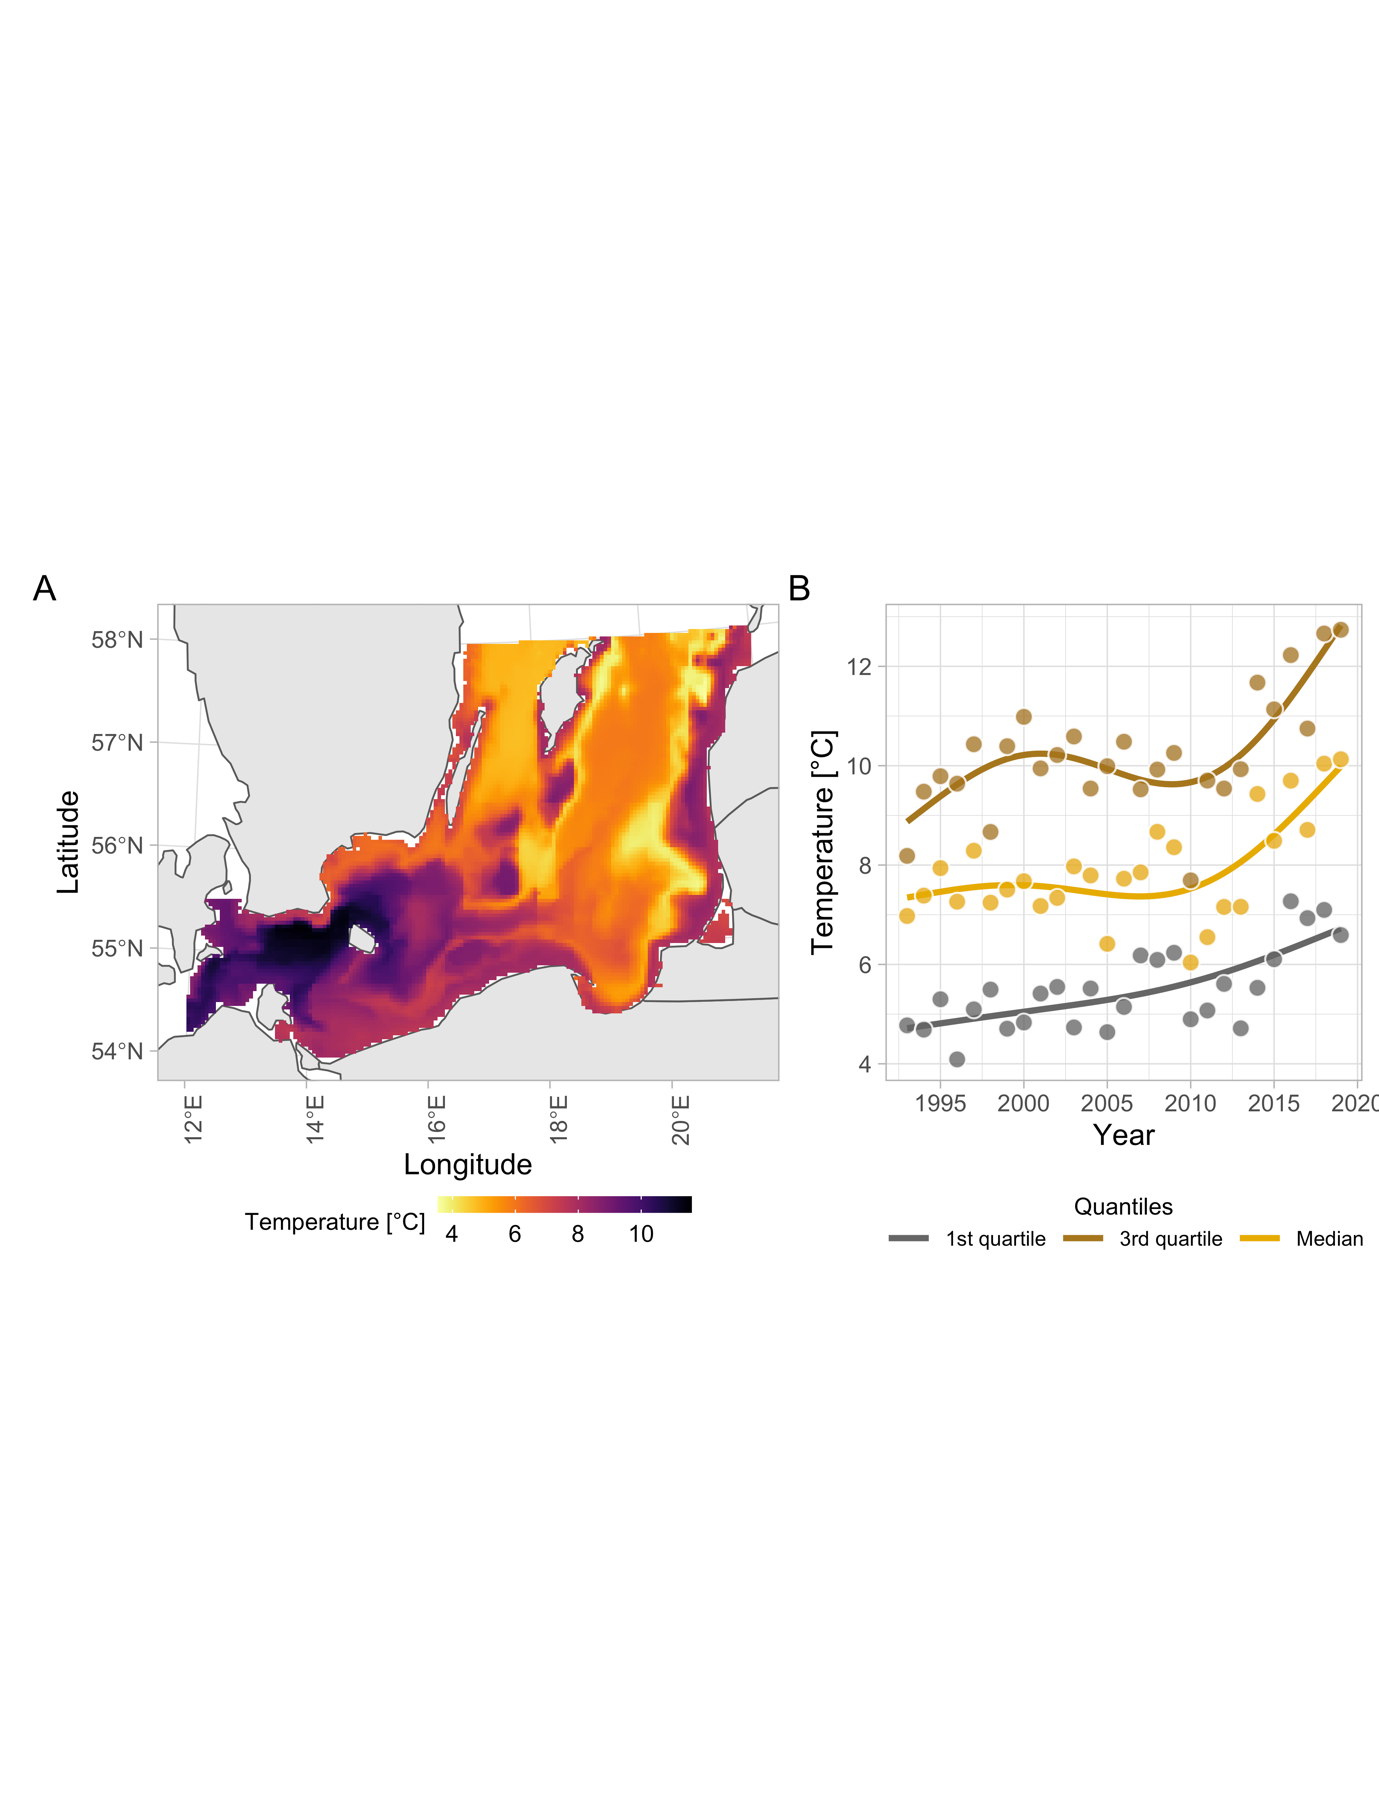 A
B
58°N
57°N
56°N
55°N
54°N
Latitude
12°E
14°E
16°E
18°E
20°E
Longitude
Temperature [°C]
4
6
8
10
12
10
8
6
4
Temperature [°C]
1995
2000
2005
2010
2015
2020
Year
Quantiles
1st quartile
3rd quartile
Median